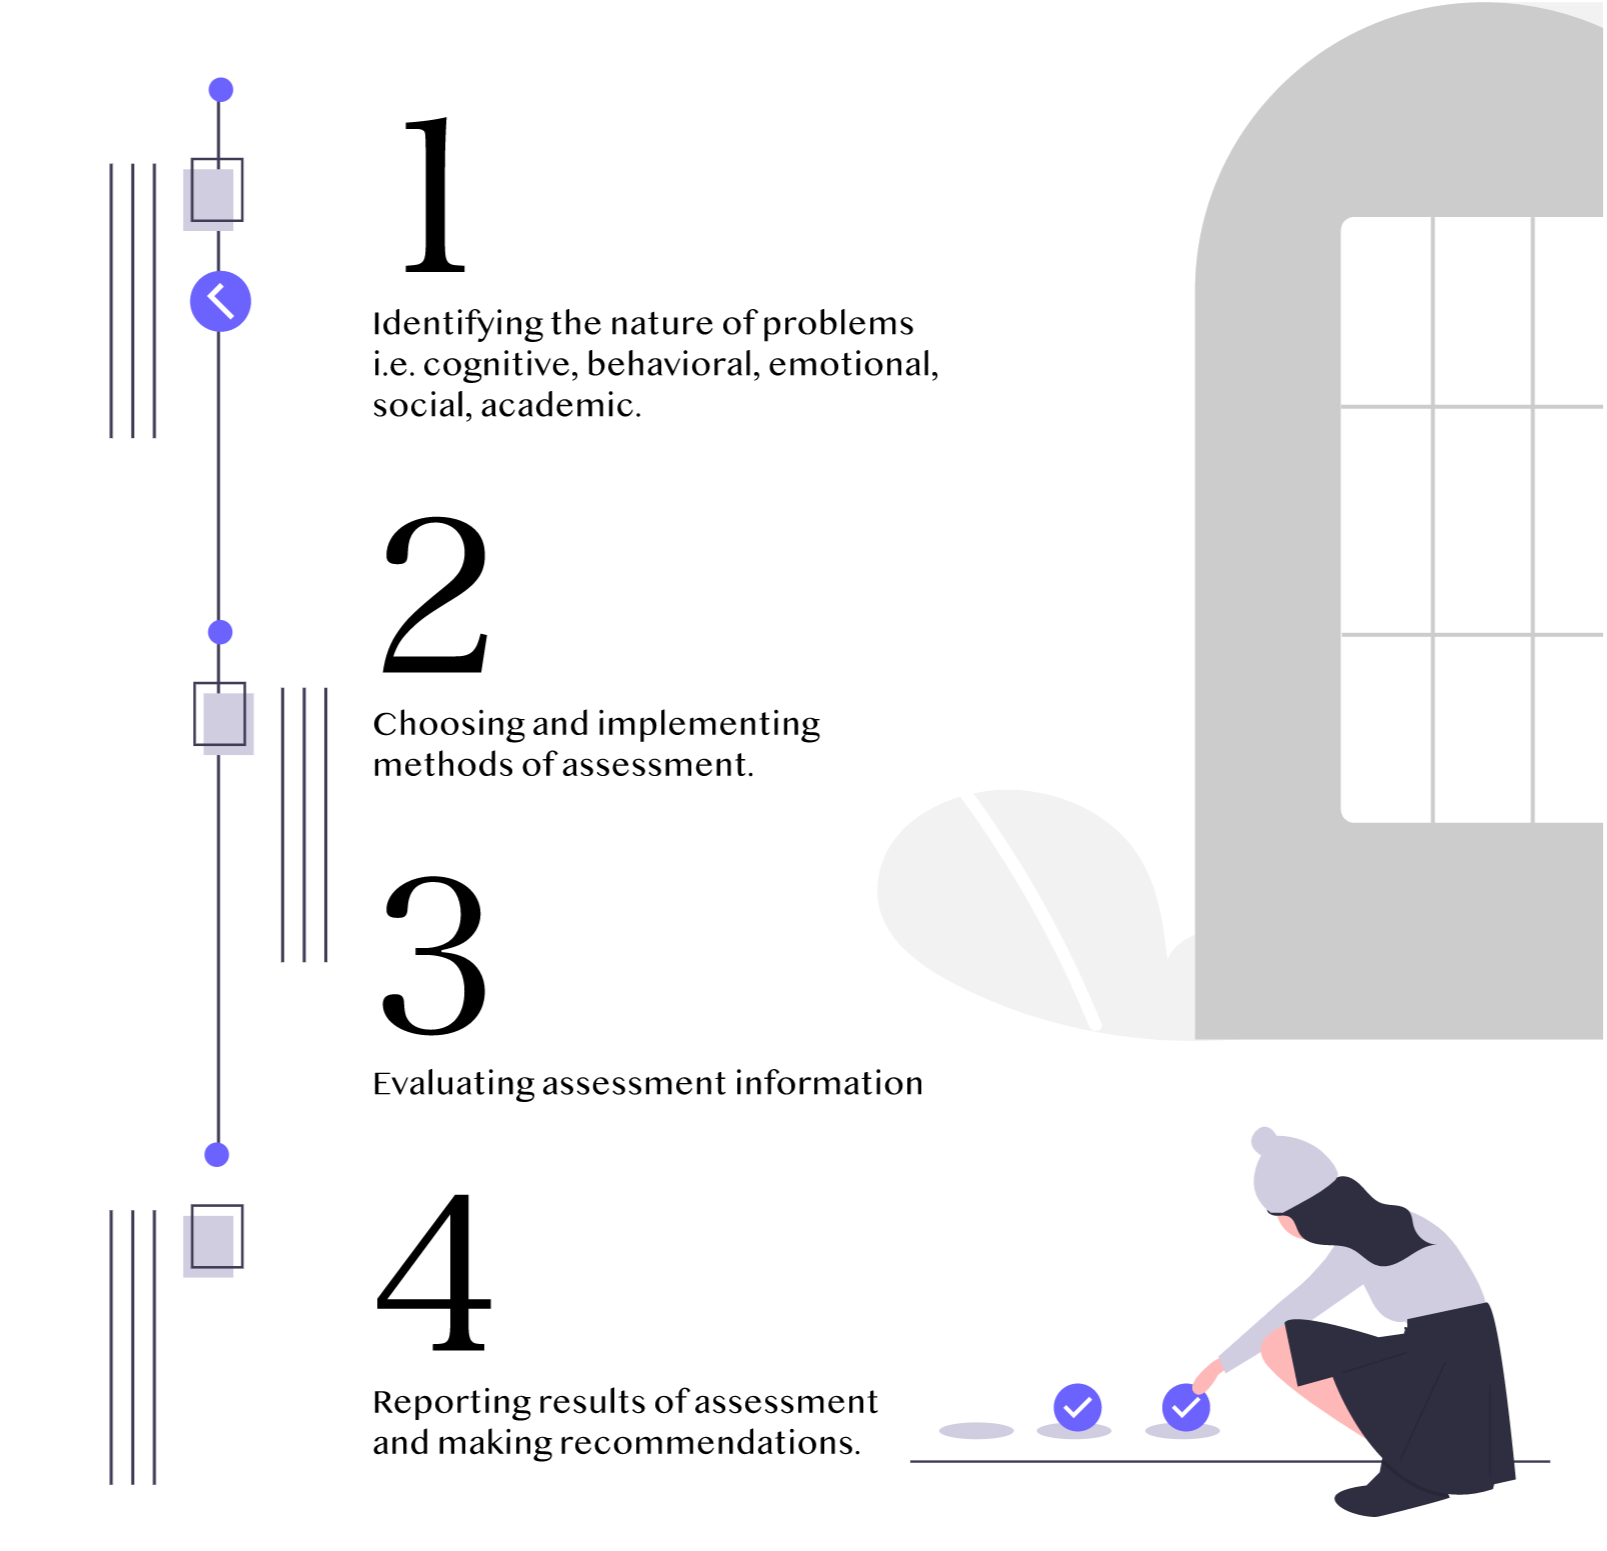 1
Identifying the nature of problems
i.e. cognitive, behavioral, emotional,
social, academic.
2
Choosing and implementing
methods of assessment.
3
Evaluating assessment information
4
Reporting results of assessment
and making recommendations.